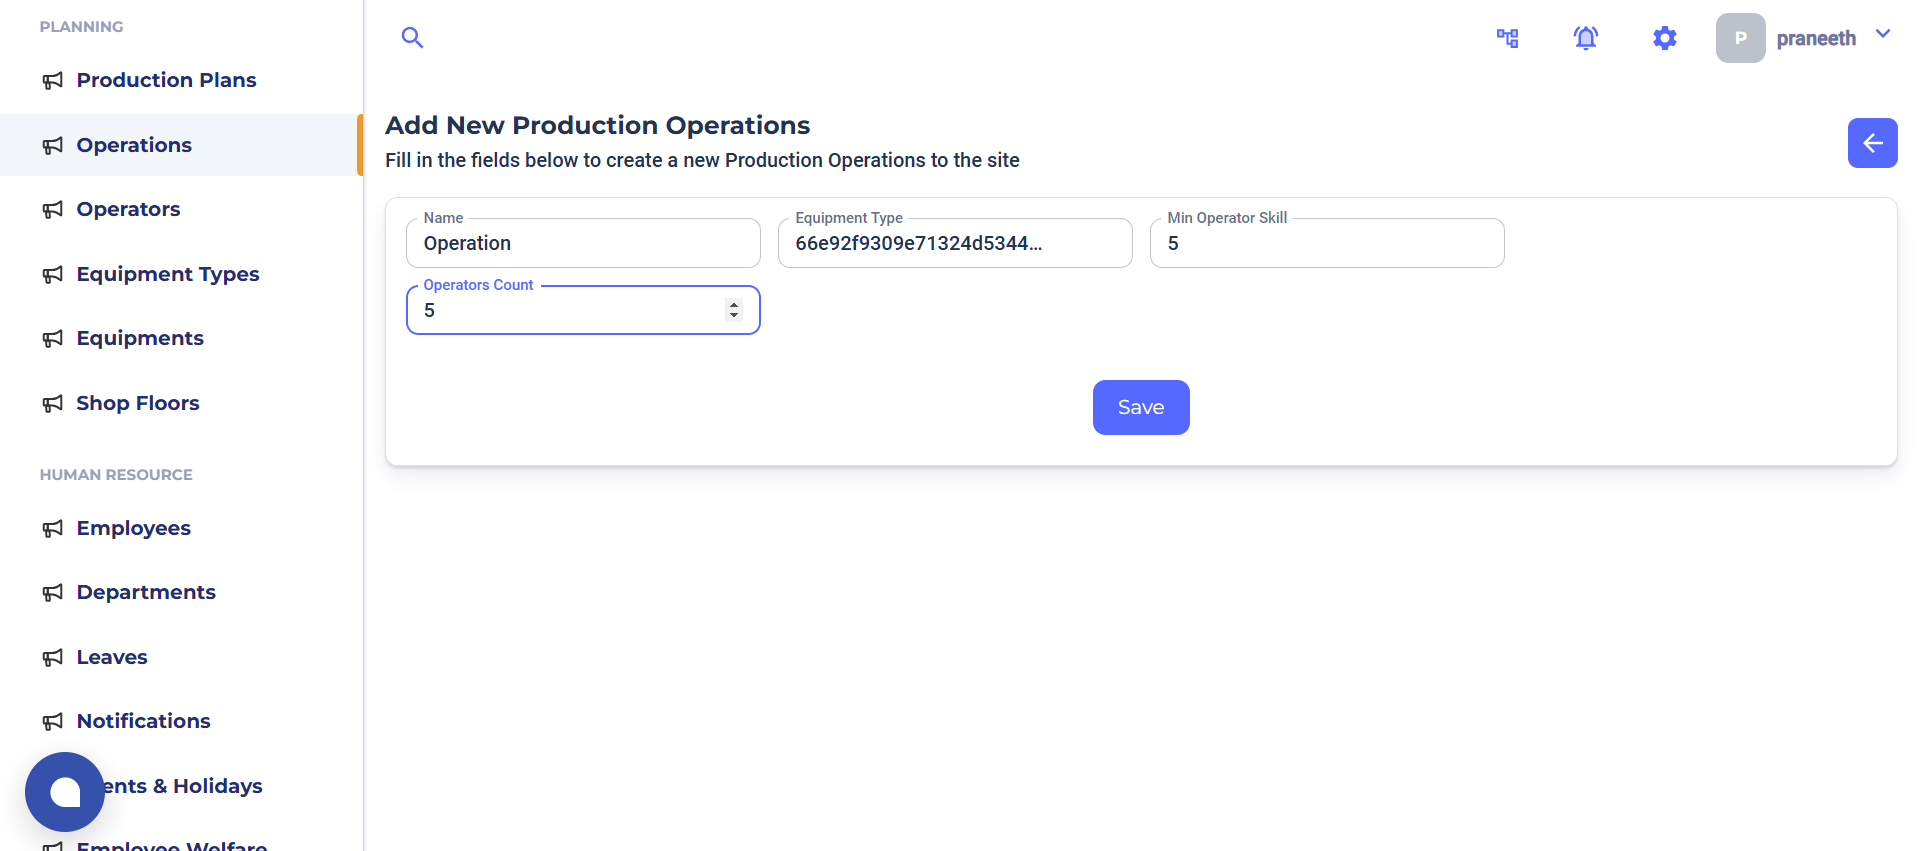 PLANNING
Production Plans
Operations
Operators
Equipment Types
Equipments
Shop Floors
HUMAN RESOURCE
Employees
Departments
Leaves
Notifications
ents & Holidays
Employee Welfare
P praneeth
Add New Production Operations
Fill in the fields below to create a new Production Operations to the site
Name
Operation
Equipment Type
66e92f9309e71324d5344...
Min Operator Skill
5
Operators Count
5
Save